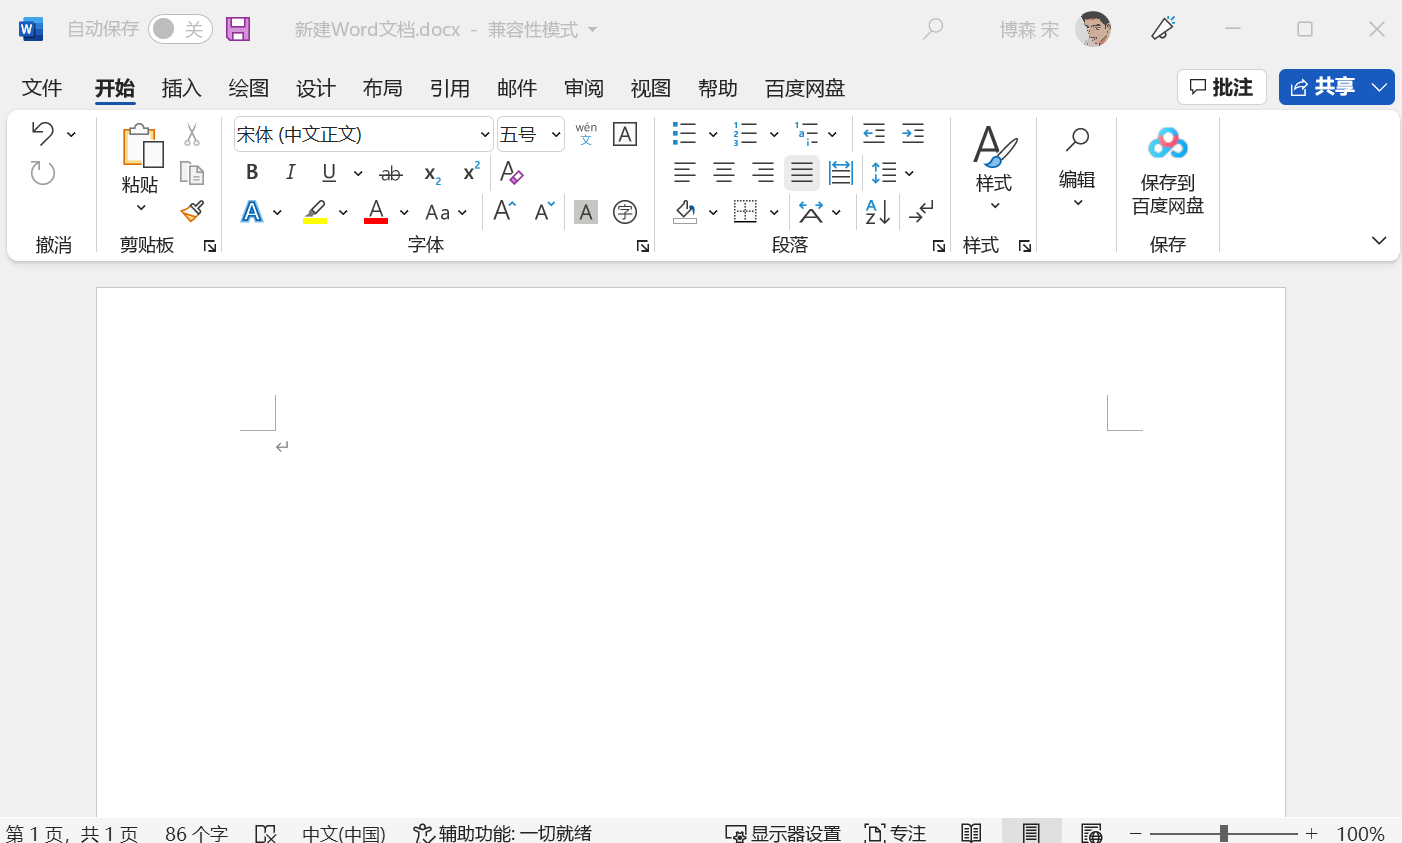 自动保存 关 新建Word文档.docx - 兼容性模式 博森 宋
文件 开始 插入 绘图 设计 布局 引用 邮件 审阅 视图 帮助 百度网盘 批注 共享
宋体 (中文正文) 五号 wén 文 A
粘贴 B I U ab x₂ x² A 样式 编辑 保存到
百度网盘
A A Aa A A A 字 A Z
撤消 剪贴板 字体 段落 样式 保存
第 1 页，共 1 页 86 个字 中文(中国) 辅助功能: 一切就绪 显示器设置 专注 100%